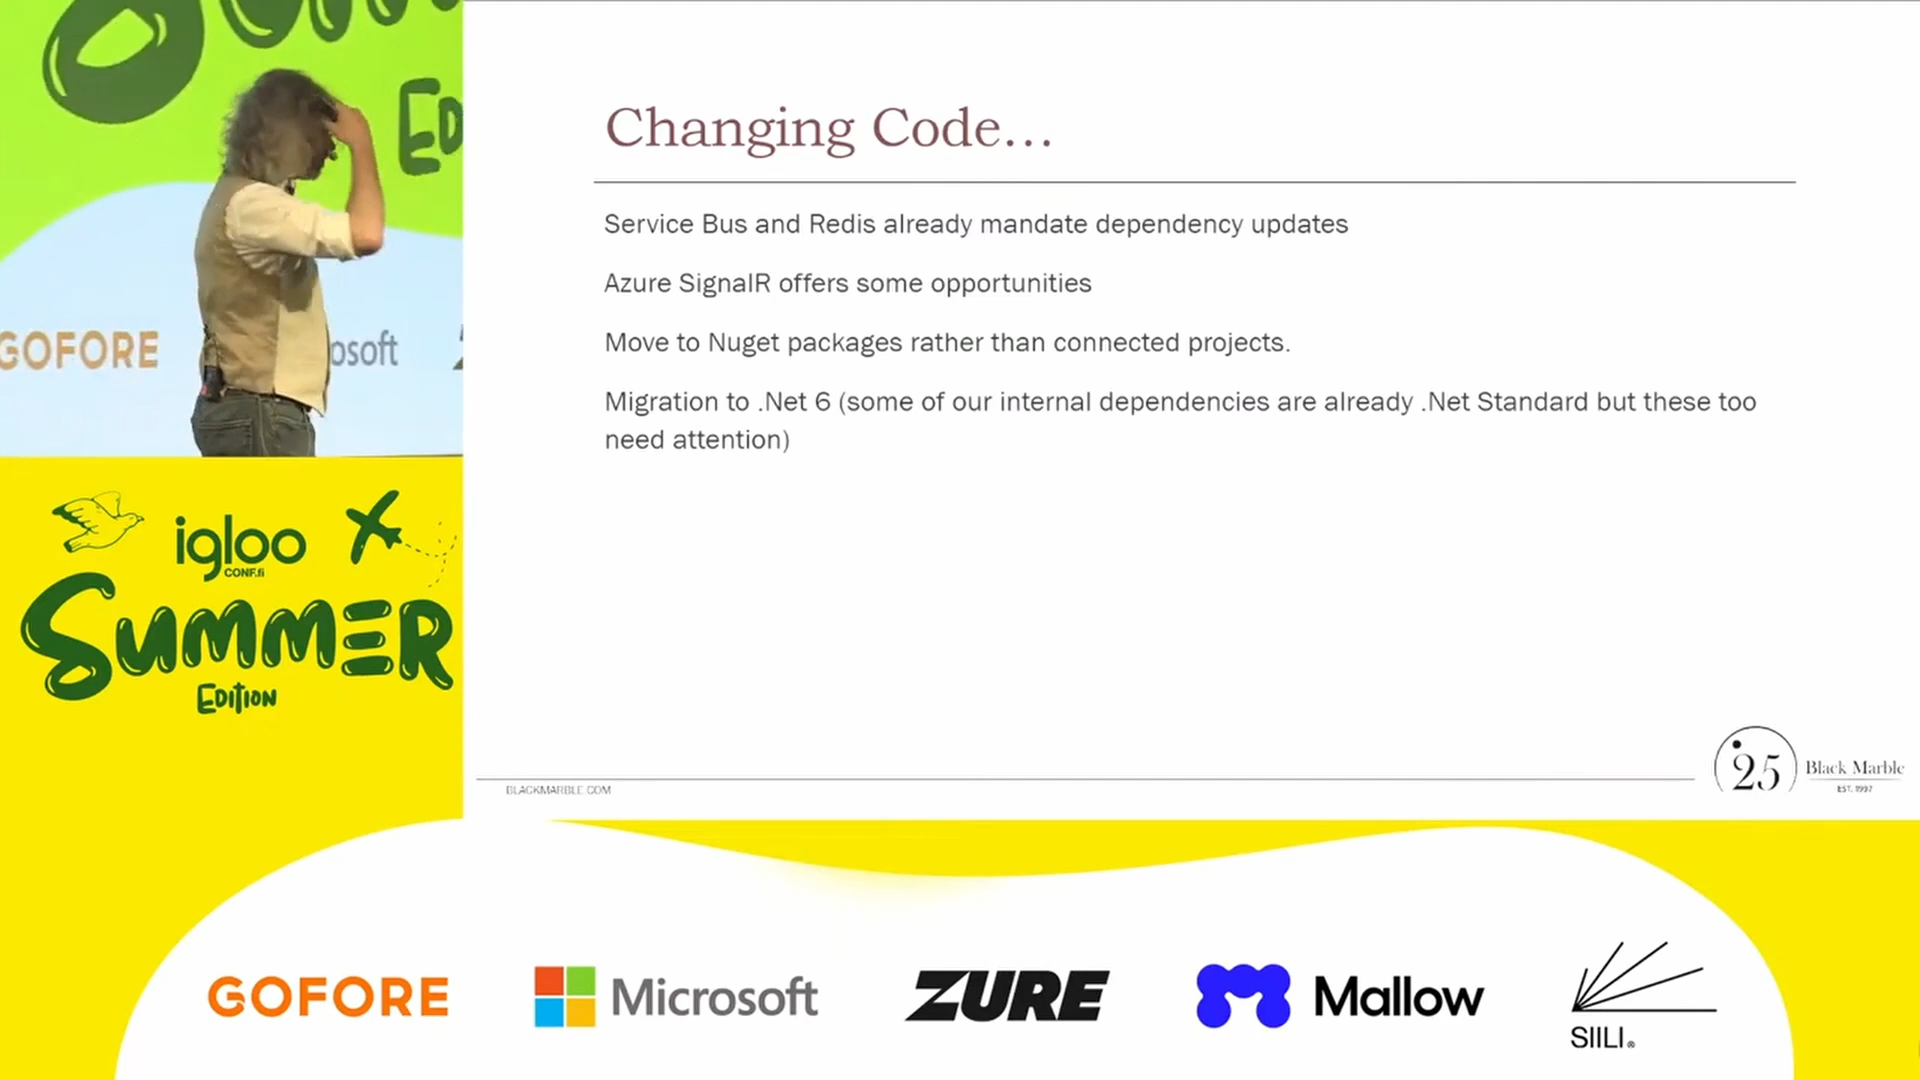 ED
GOFORE
osoft
igloo
CONF.fi
SUMMER
EDITION
Changing Code...
Service Bus and Redis already mandate dependency updates
Azure SignalR offers some opportunities
Move to Nuget packages rather than connected projects.
Migration to .Net 6 (some of our internal dependencies are already .Net Standard but these too
need attention)
BLACKMARBLE.COM
25
Black Marble
EST. 1997
GOFORE
Microsoft
ZURE
Mallow
SIILI®